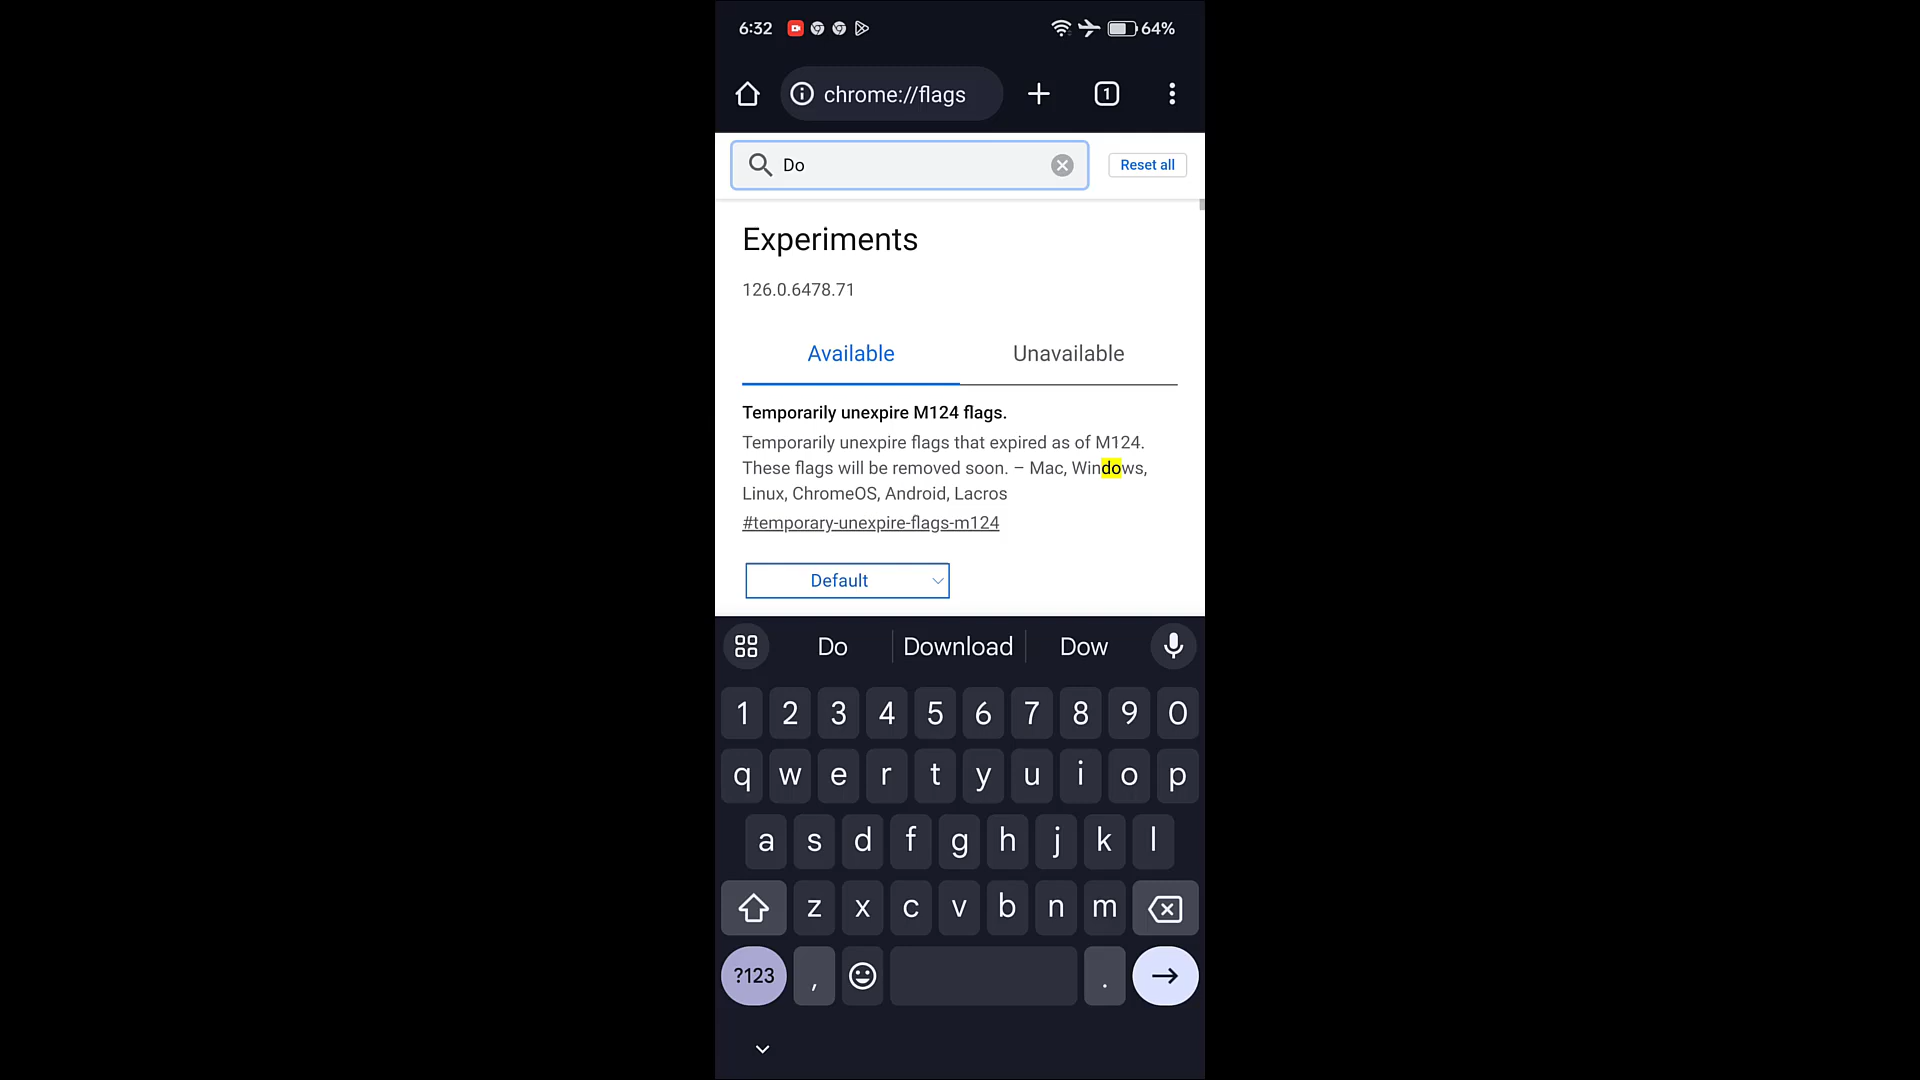 6:32 64%
chrome://flags 1
Do Reset all
Experiments
126.0.6478.71
Available Unavailable
Temporarily unexpire M124 flags.
Temporarily unexpire flags that expired as of M124.
These flags will be removed soon. – Mac, Windows,
Linux, ChromeOS, Android, Lacros
#temporary-unexpire-flags-m124
Default
Do Download Dow
1 2 3 4 5 6 7 8 9 0
q w e r t y u i o p
a s d f g h j k l
z x c v b n m
?123 , .